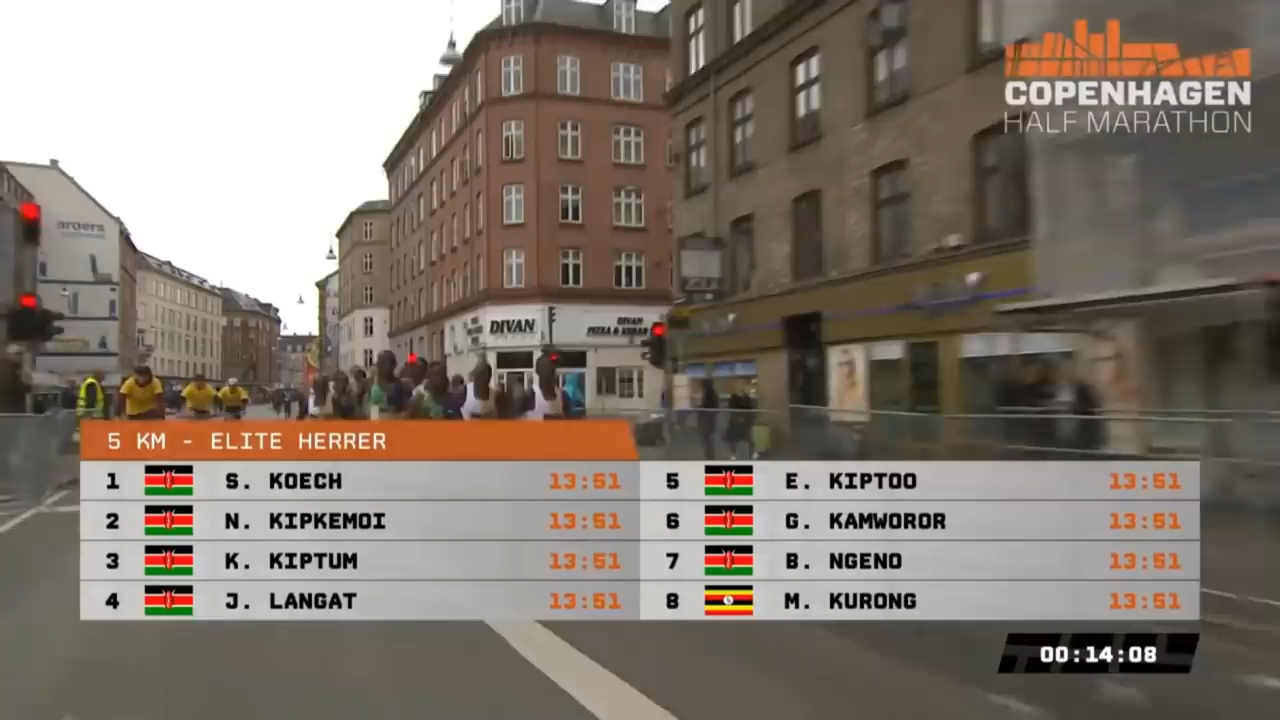 COPENHAGEN
HALF MARATHON
DIVAN
DIVAN
PIZZA & KEBAB
5 KM - ELITE HERRER
1 S. KOECH 13:51
2 N. KIPKEMOI 13:51
3 K. KIPTUM 13:51
4 J. LANGAT 13:51
5 E. KIPTOO 13:51
6 G. KAMWOROR 13:51
7 B. NGENO 13:51
8 M. KURONG 13:51
00:14:08